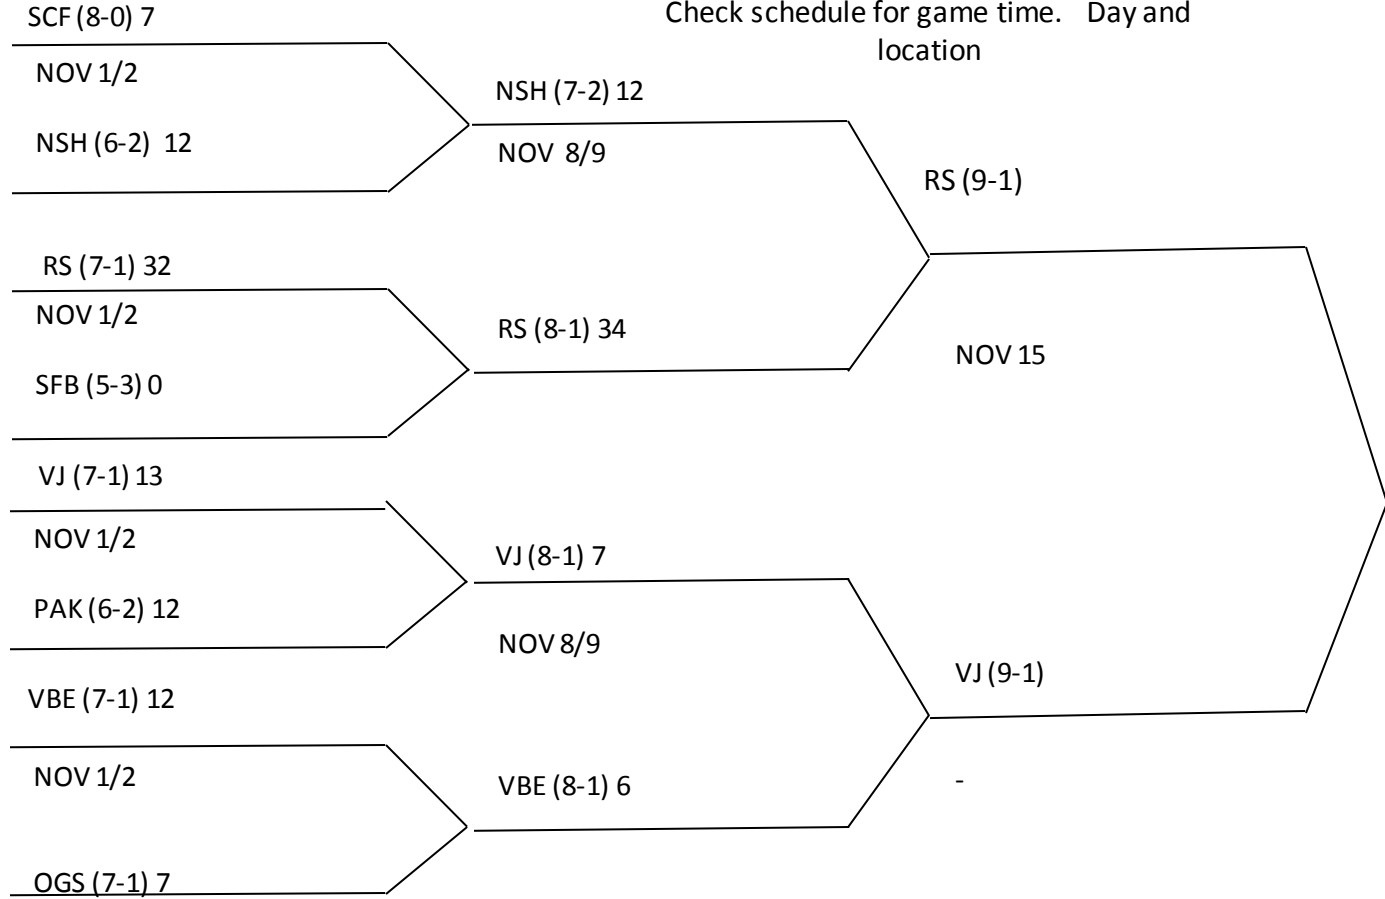 SCF (8-0) 7
Check schedule for game time. Day and
location
NOV 1/2
NSH (6-2) 12
NSH (7-2) 12
NOV 8/9
RS (9-1)
RS (7-1) 32
NOV 1/2
SFB (5-3) 0
RS (8-1) 34
NOV 15
VJ (7-1) 13
NOV 1/2
PAK (6-2) 12
VJ (8-1) 7
NOV 8/9
VJ (9-1)
VBE (7-1) 12
NOV 1/2
OGS (7-1) 7
VBE (8-1) 6
-